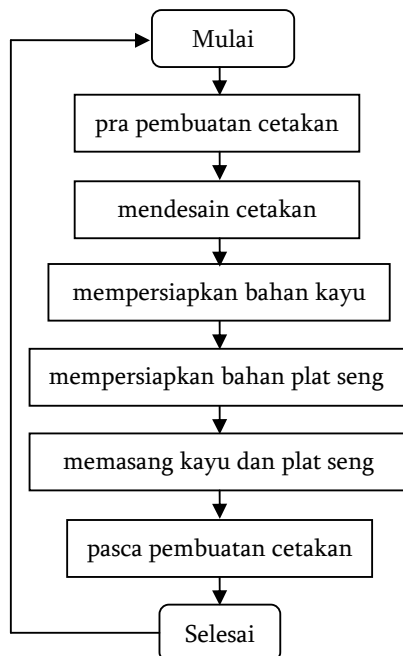 Mulai
pra pembuatan cetakan
mendesain cetakan
mempersiapkan bahan kayu
mempersiapkan bahan plat seng
memasang kayu dan plat seng
pasca pembuatan cetakan
Selesai